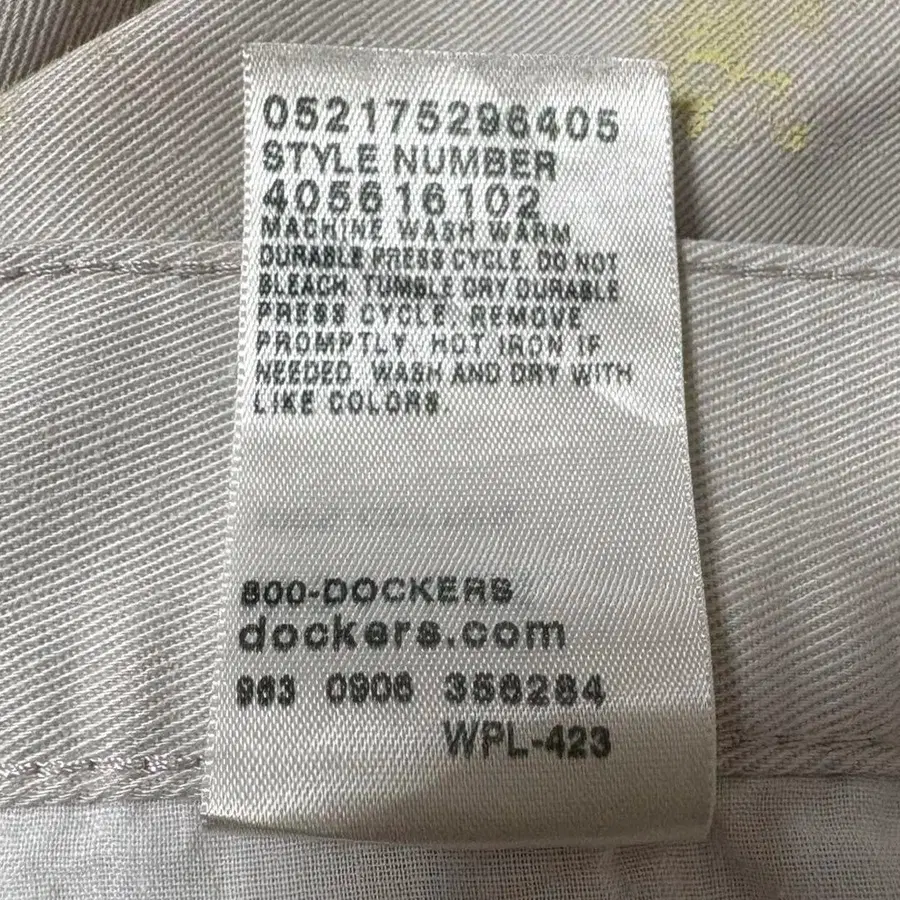 052175296405
STYLE NUMBER
405616102
MACHINE WASH WARM
DURABLE PRESS CYCLE. DO NOT
BLEACH. TUMBLE DRY DURABLE
PRESS CYCLE. REMOVE
PROMPTLY. HOT IRON IF
NEEDED. WASH AND DRY WITH
LIKE COLORS.
800-DOCKERS
dockers.com
963 0906 356284
WPL-423